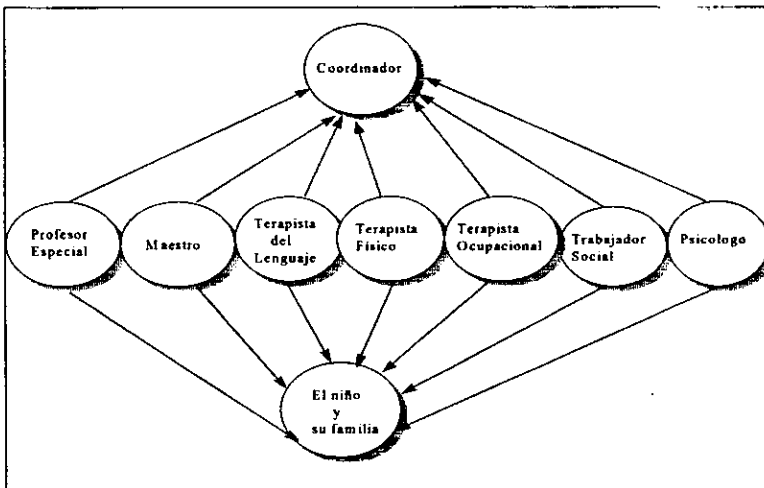 Coordinador
Profesor
Especial
Maestro
Terapista
del
Lenguaje
Terapista
Físico
Terapista
Ocupacional
Trabajador
Social
Psicologo
El niño
y
su familia